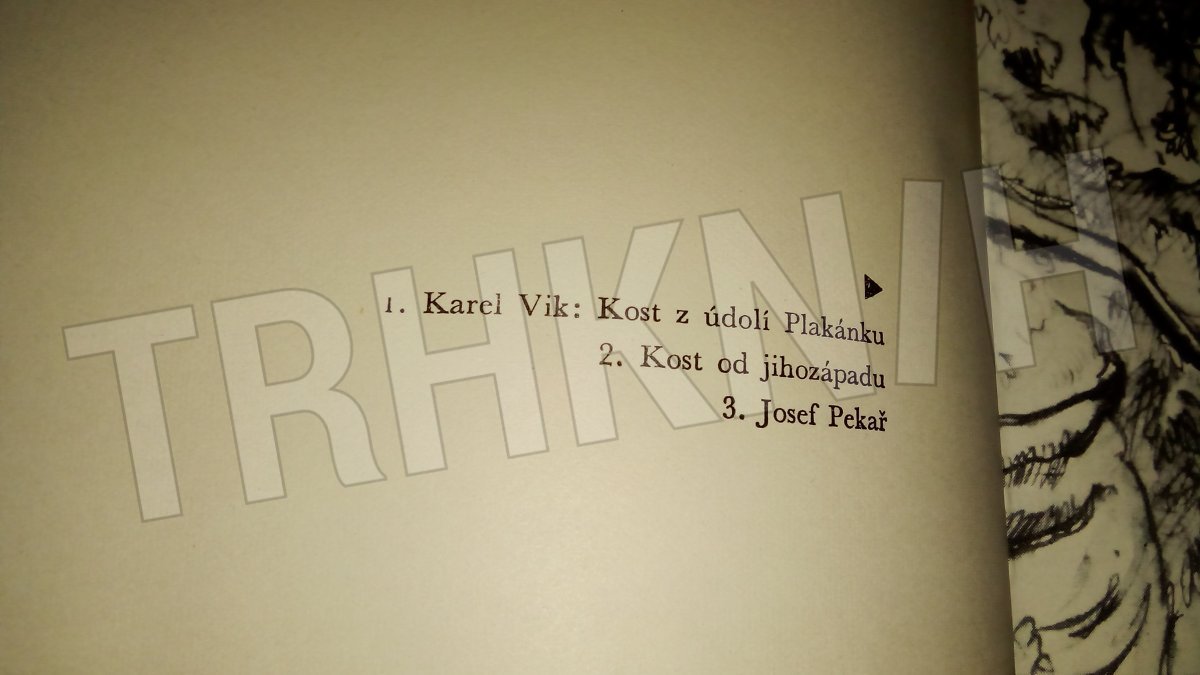 ▶
1. Karel Vik: Kost z údolí Plakánku
2. Kost od jihozápadu
3. Josef Pekař
TRHKNIH